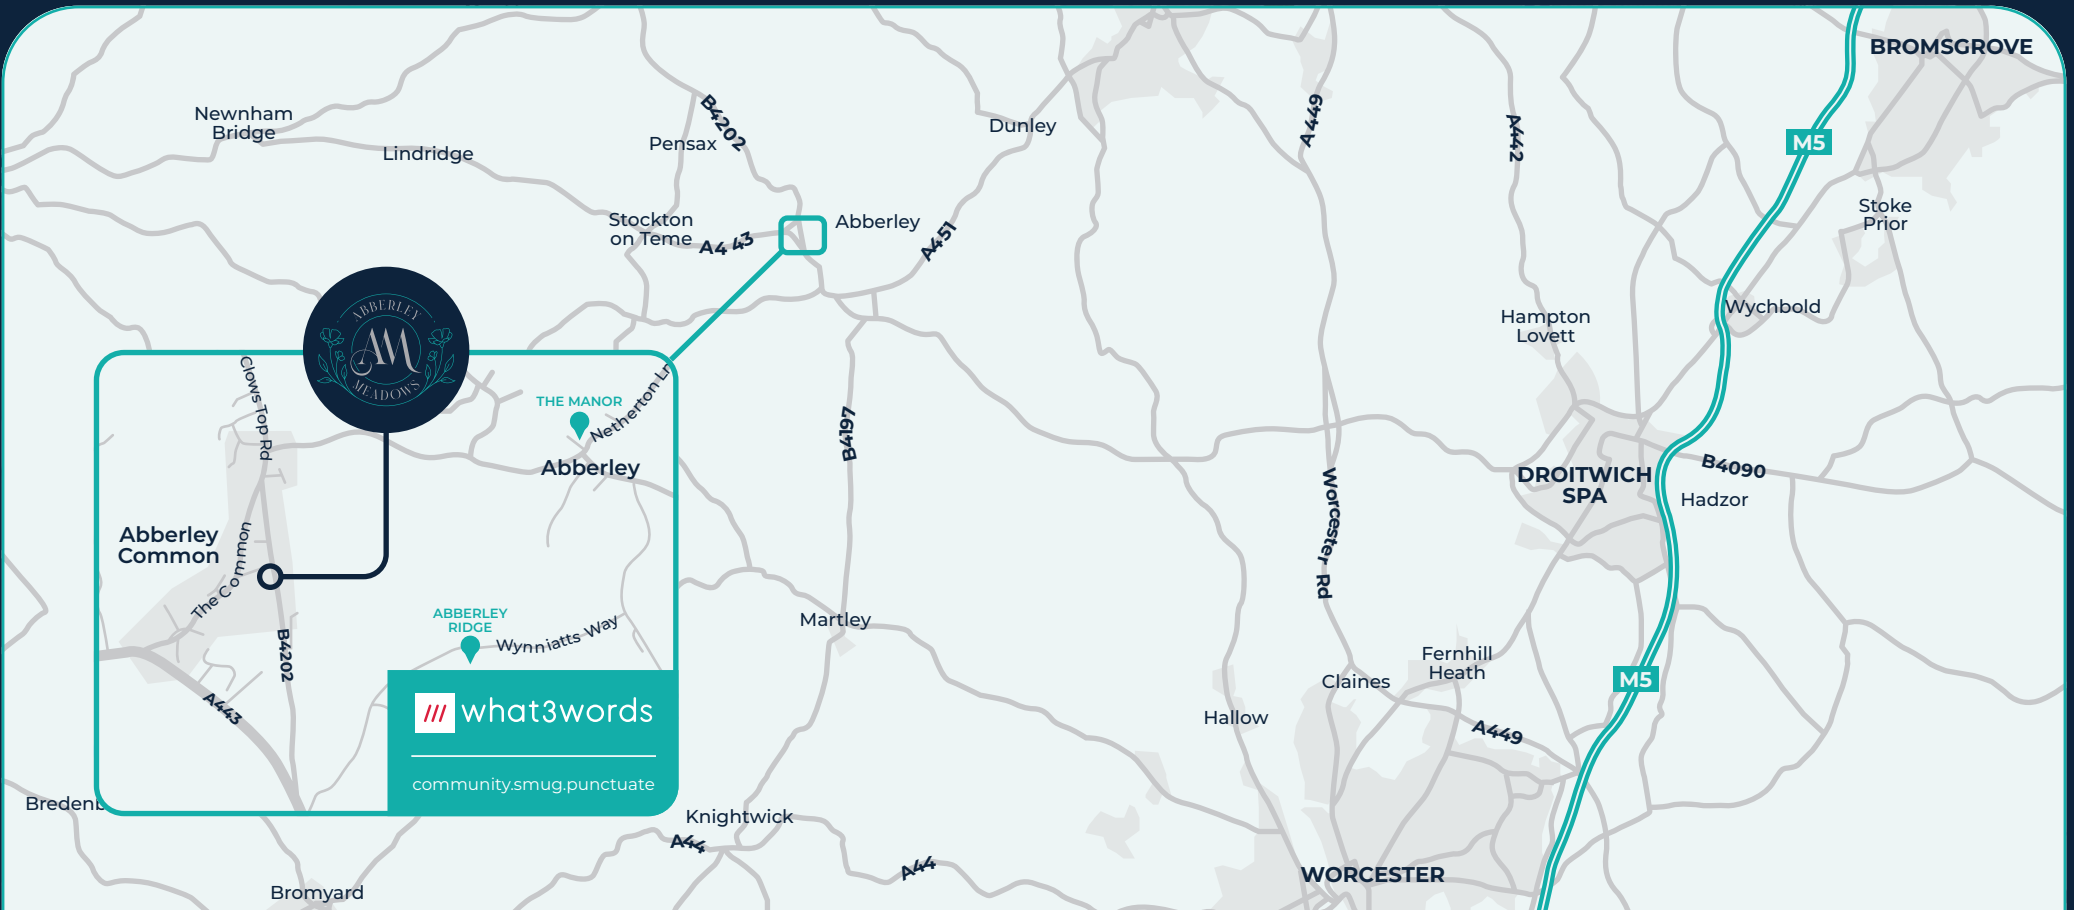 BROMSGROVE
Newnham
Bridge
Lindridge
B4202
Pensax
Dunley
A449
A442
M5
Stockton
on Teme
A4 43
Abberley
A451
Stoke
Prior
Hampton
Lovett
Wychbold
ABBERLEY
AM
MEADOWS
Clows Top Rd
THE MANOR
Netherton Ln
Abberley
B4197
DROITWICH
SPA
B4090
Hadzor
Worcester Rd
Abberley
Common
The Common
B4202
A443
ABBERLEY
RIDGE
Wynniatts Way
what3words
community.smug.punctuate
Martley
Fernhill
Heath
Claines
Hallow
M5
A449
Bredenb
Knightwick
A44
A44
Bromyard
WORCESTER